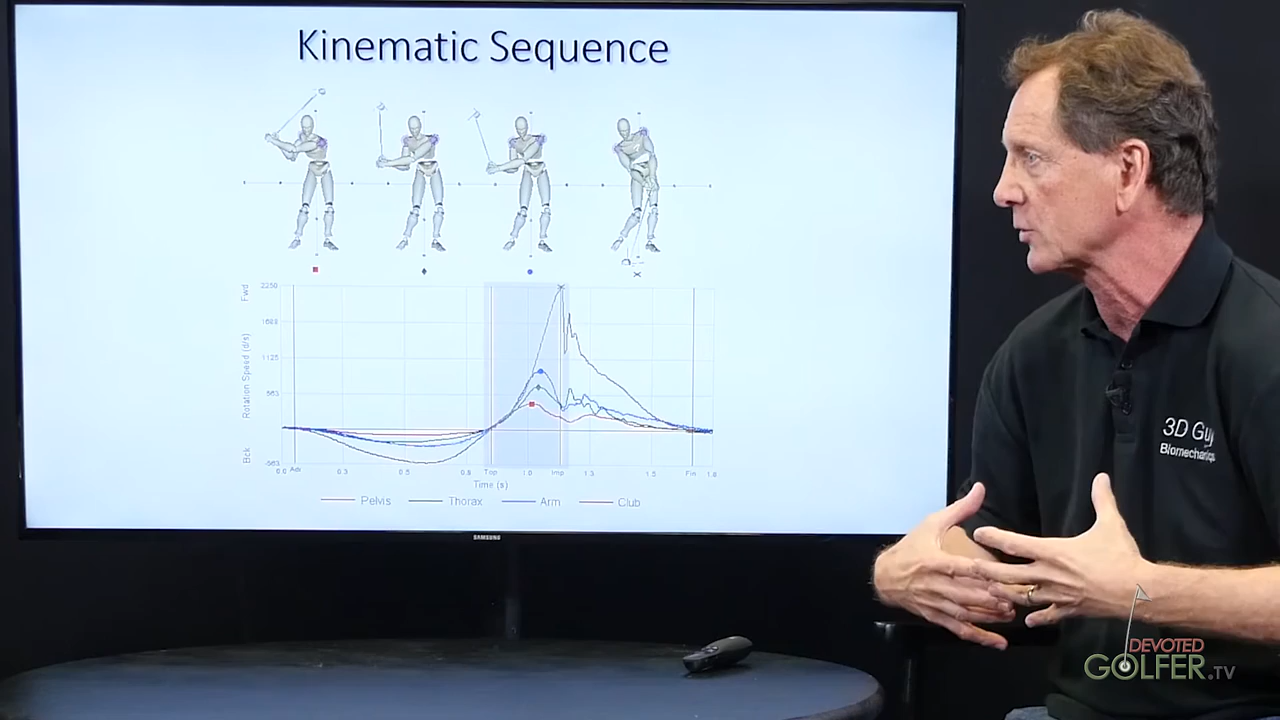 Kinematic Sequence
Fwd
Rotation Speed (d/s)
Bck
2250
1125
563
-563
0.0 Adr 0.3 0.5 0.8 Top 1.0 Imp 1.3 1.5 Fin 1.8
Time (s)
Pelvis Thorax Arm Club
SAMSUNG
3D Guy
Biomechanics
DEVOTED
GOLFER.TV